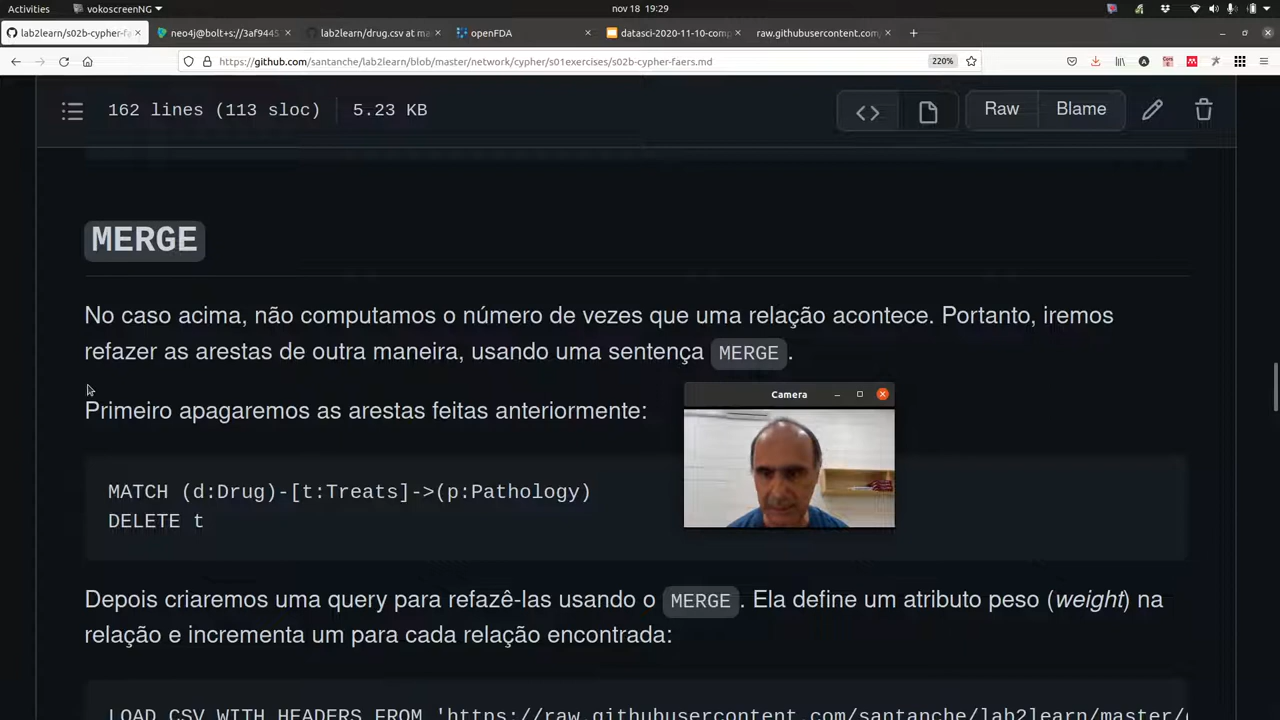 Activities
vokoscreenNG
nov 18 19:29
lab2learn/s02b-cypher-fa
neo4j@bolt+s://3af9445
lab2learn/drug.csv at ma
openFDA
datasci-2020-11-10-comp
raw.githubusercontent.com
https://github.com/santanche/lab2learn/blob/master/network/cypher/s01exercises/s02b-cypher-faers.md
220%
162 lines (113 sloc)
5.23 KB
Raw
Blame
MERGE
No caso acima, não computamos o número de vezes que uma relação acontece. Portanto, iremos
refazer as arestas de outra maneira, usando uma sentença MERGE.
Primeiro apagaremos as arestas feitas anteriormente:
Camera
MATCH (d:Drug)-[t:Treats]->(p:Pathology)
DELETE t
Depois criaremos uma query para refazê-las usando o MERGE. Ela define um atributo peso (weight) na
relação e incrementa um para cada relação encontrada:
LOAD CSV WITH HEADERS FROM 'https://raw.githubusercontent.com/santanche/lab2learn/master/